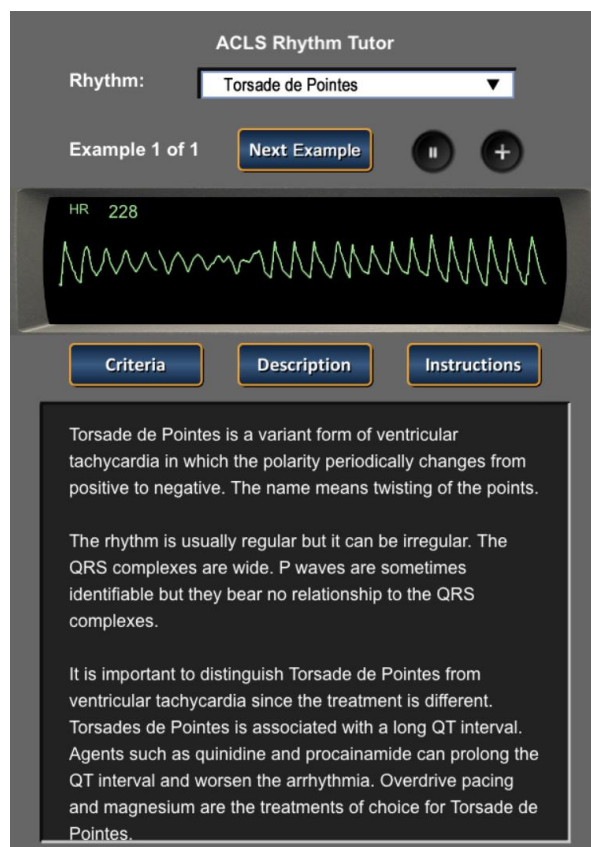 ACLS Rhythm Tutor
Rhythm: Torsade de Pointes
Example 1 of 1 Next Example
HR 228
Criteria Description Instructions
Torsade de Pointes is a variant form of ventricular
tachycardia in which the polarity periodically changes from
positive to negative. The name means twisting of the points.
The rhythm is usually regular but it can be irregular. The
QRS complexes are wide. P waves are sometimes
identifiable but they bear no relationship to the QRS
complexes.
It is important to distinguish Torsade de Pointes from
ventricular tachycardia since the treatment is different.
Torsades de Pointes is associated with a long QT interval.
Agents such as quinidine and procainamide can prolong the
QT interval and worsen the arrhythmia. Overdrive pacing
and magnesium are the treatments of choice for Torsade de
Pointes.